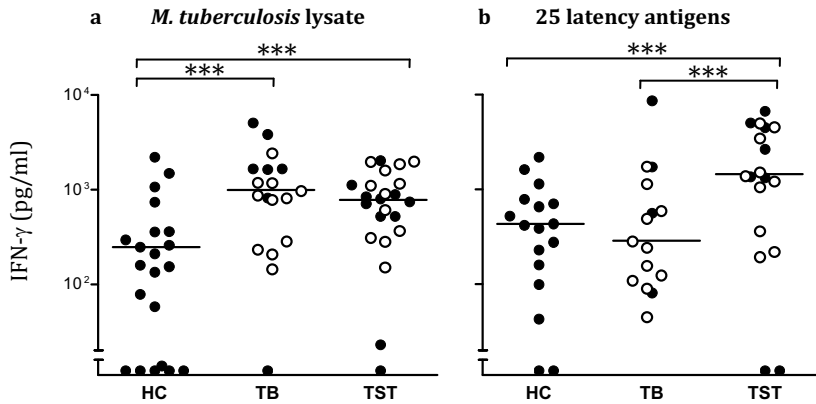 a M. tuberculosis lysate
b 25 latency antigens
***
***
***
***
IFN-γ (pg/ml)
10⁴
10³
10²
HC TB TST
HC TB TST